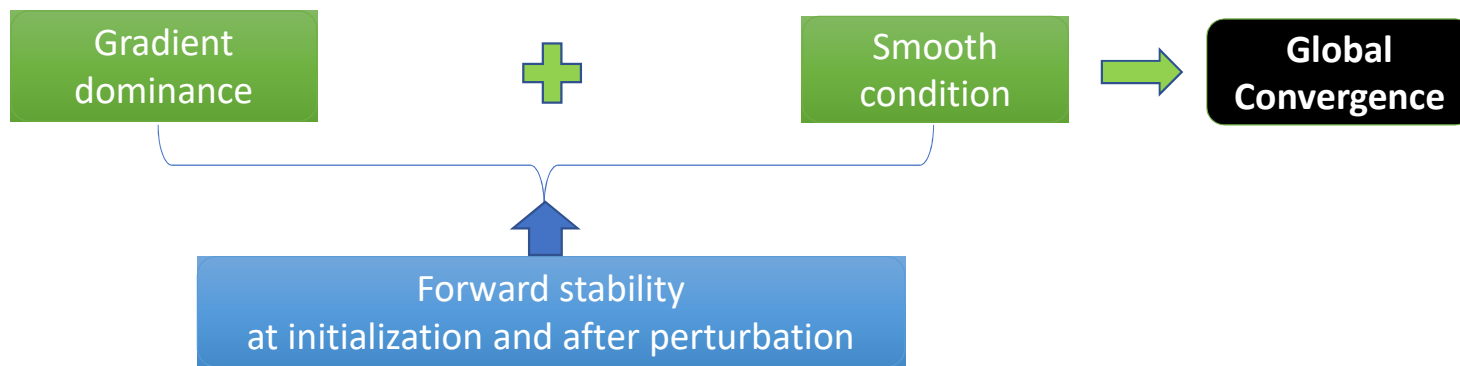 Gradient
dominance
Smooth
condition
Global
Convergence
Forward stability
at initialization and after perturbation